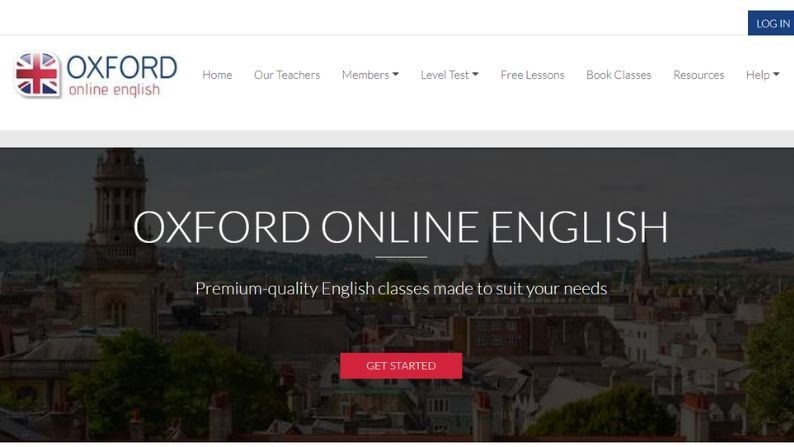 LOG IN
OXFORD
online english
Home Our Teachers Members Level Test Free Lessons Book Classes Resources Help
OXFORD ONLINE ENGLISH
Premium-quality English classes made to suit your needs
GET STARTED